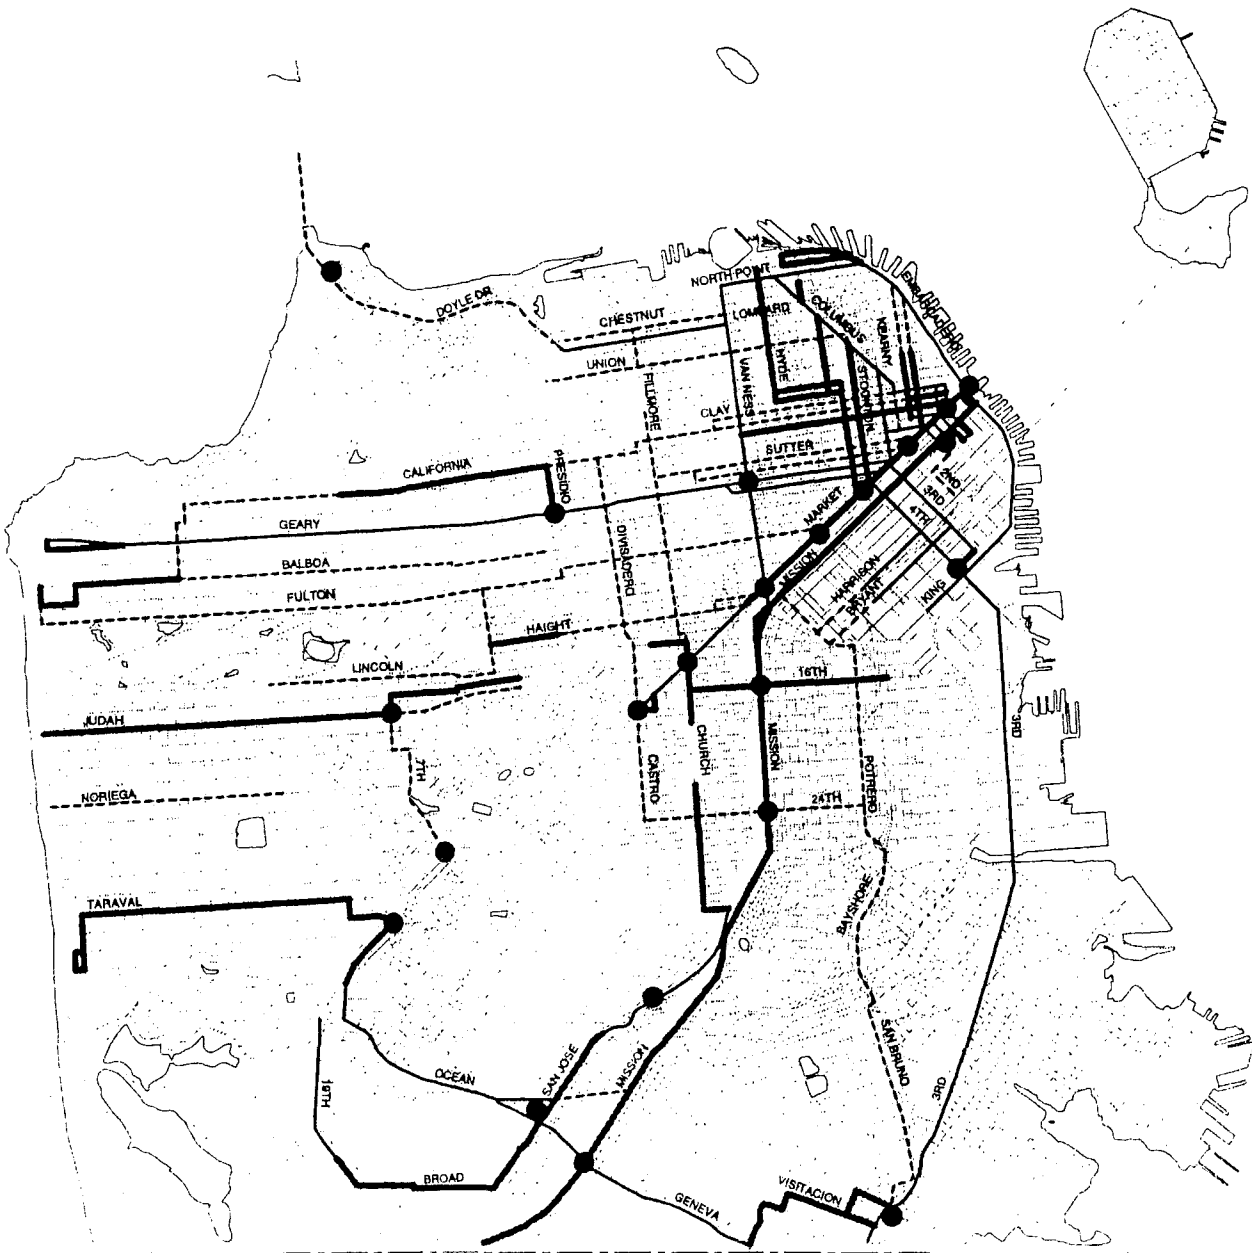 DOYLE DR
NORTH POINT
CHESTNUT
LOMBARD
COLUMBUS
EMBARCADERO
KEARNY
UNION
VAN NESS
HYDE
STOCKTON
FILLMORE
CLAY
SUTTER
CALIFORNIA
PRESIDIO
2ND
3RD
4TH
MARKET
GEARY
DIVISADERO
BALBOA
MISSION
HARRISON
BRYANT
KING
FULTON
HAIGHT
LINCOLN
16TH
JUDAH
CHURCH
MISSION
3RD
7TH
CASTRO
POTRERO
NORIEGA
24TH
TARAVAL
BAYSHORE
SAN JOSE
MISSION
SAN BRUNO
OCEAN
19TH
3RD
BROAD
VISITACION
GENEVA